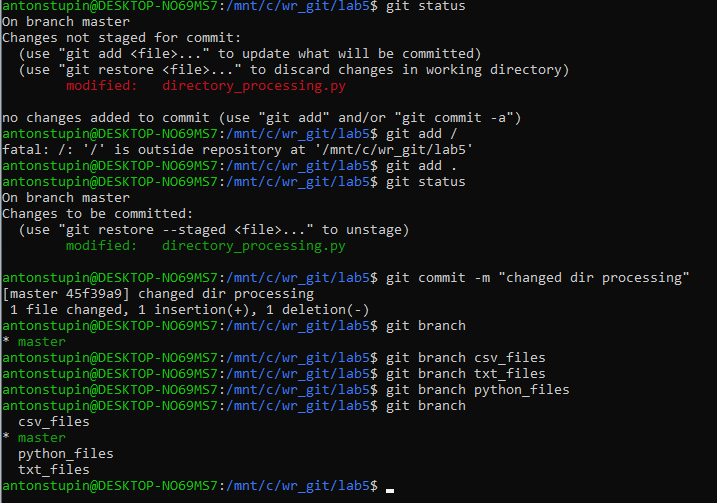 antonstupin@DESKTOP-NO69MS7:/mnt/c/wr_git/lab5$ git status
On branch master
Changes not staged for commit:
  (use "git add <file>..." to update what will be committed)
  (use "git restore <file>..." to discard changes in working directory)
        modified:   directory_processing.py

no changes added to commit (use "git add" and/or "git commit -a")
antonstupin@DESKTOP-NO69MS7:/mnt/c/wr_git/lab5$ git add /
fatal: /: '/' is outside repository at '/mnt/c/wr_git/lab5'
antonstupin@DESKTOP-NO69MS7:/mnt/c/wr_git/lab5$ git add .
antonstupin@DESKTOP-NO69MS7:/mnt/c/wr_git/lab5$ git status
On branch master
Changes to be committed:
  (use "git restore --staged <file>..." to unstage)
        modified:   directory_processing.py

antonstupin@DESKTOP-NO69MS7:/mnt/c/wr_git/lab5$ git commit -m "changed dir processing"
[master 45f39a9] changed dir processing
 1 file changed, 1 insertion(+), 1 deletion(-)
antonstupin@DESKTOP-NO69MS7:/mnt/c/wr_git/lab5$ git branch
* master
antonstupin@DESKTOP-NO69MS7:/mnt/c/wr_git/lab5$ git branch csv_files
antonstupin@DESKTOP-NO69MS7:/mnt/c/wr_git/lab5$ git branch txt_files
antonstupin@DESKTOP-NO69MS7:/mnt/c/wr_git/lab5$ git branch python_files
antonstupin@DESKTOP-NO69MS7:/mnt/c/wr_git/lab5$ git branch
  csv_files
* master
  python_files
  txt_files
antonstupin@DESKTOP-NO69MS7:/mnt/c/wr_git/lab5$